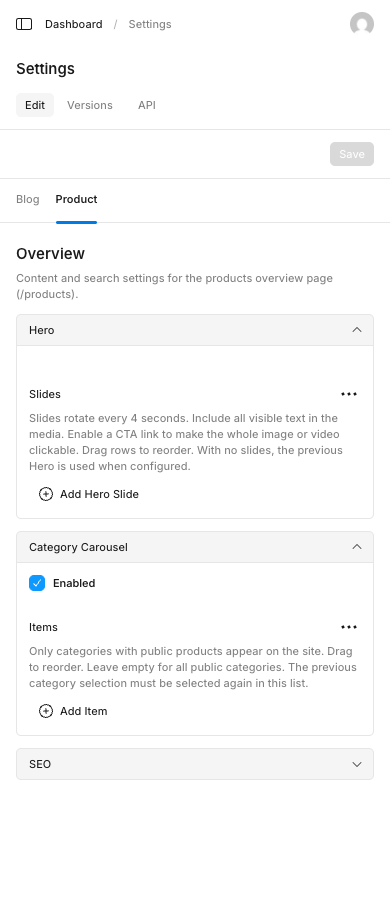 Dashboard / Settings
Settings
Edit Versions API
Save
Blog Product
Overview
Content and search settings for the products overview page
(/products).
Hero
Slides
Slides rotate every 4 seconds. Include all visible text in the
media. Enable a CTA link to make the whole image or video
clickable. Drag rows to reorder. With no slides, the previous
Hero is used when configured.
Add Hero Slide
Category Carousel
Enabled
Items
Only categories with public products appear on the site. Drag
to reorder. Leave empty for all public categories. The previous
category selection must be selected again in this list.
Add Item
SEO